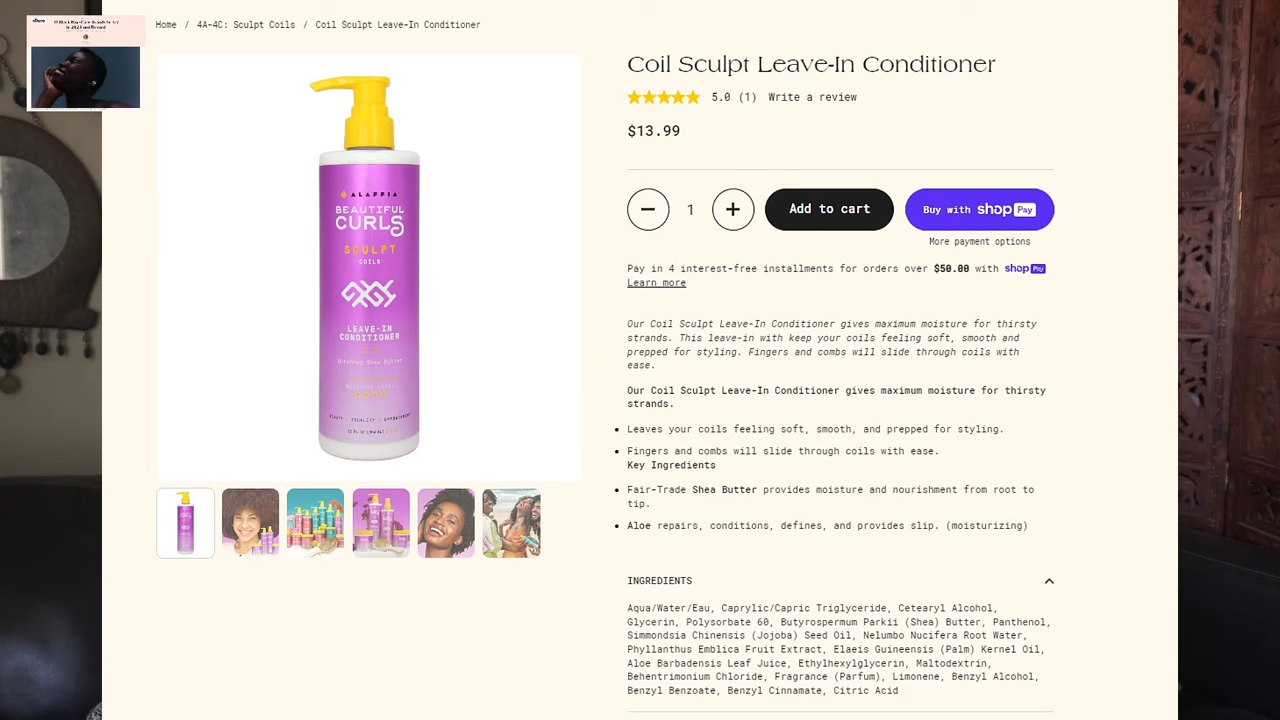 Home / 4A-4C: Sculpt Coils / Coil Sculpt Leave-In Conditioner
Coil Sculpt Leave-In Conditioner
5.0 (1) Write a review
$13.99
1
Add to cart
Buy with shop Pay
More payment options
Pay in 4 interest-free installments for orders over $50.00 with shop Pay
Learn more
Our Coil Sculpt Leave-In Conditioner gives maximum moisture for thirsty
strands. This leave-in with keep your coils feeling soft, smooth and
prepped for styling. Fingers and combs will slide through coils with
ease.
Our Coil Sculpt Leave-In Conditioner gives maximum moisture for thirsty
strands.
Leaves your coils feeling soft, smooth, and prepped for styling.
Fingers and combs will slide through coils with ease.
Key Ingredients
Fair-Trade Shea Butter provides moisture and nourishment from root to
tip.
Aloe repairs, conditions, defines, and provides slip. (moisturizing)
INGREDIENTS
Aqua/Water/Eau, Caprylic/Capric Triglyceride, Cetearyl Alcohol,
Glycerin, Polysorbate 60, Butyrospermum Parkii (Shea) Butter, Panthenol,
Simmondsia Chinensis (Jojoba) Seed Oil, Nelumbo Nucifera Root Water,
Phyllanthus Emblica Fruit Extract, Elaeis Guineensis (Palm) Kernel Oil,
Aloe Barbadensis Leaf Juice, Ethylhexylglycerin, Maltodextrin,
Behentrimonium Chloride, Fragrance (Parfum), Limonene, Benzyl Alcohol,
Benzyl Benzoate, Benzyl Cinnamate, Citric Acid
ALAFFIA
BEAUTIFUL
CURLS
SCULPT
COILS
LEAVE-IN
CONDITIONER
Enriched Shea Butter